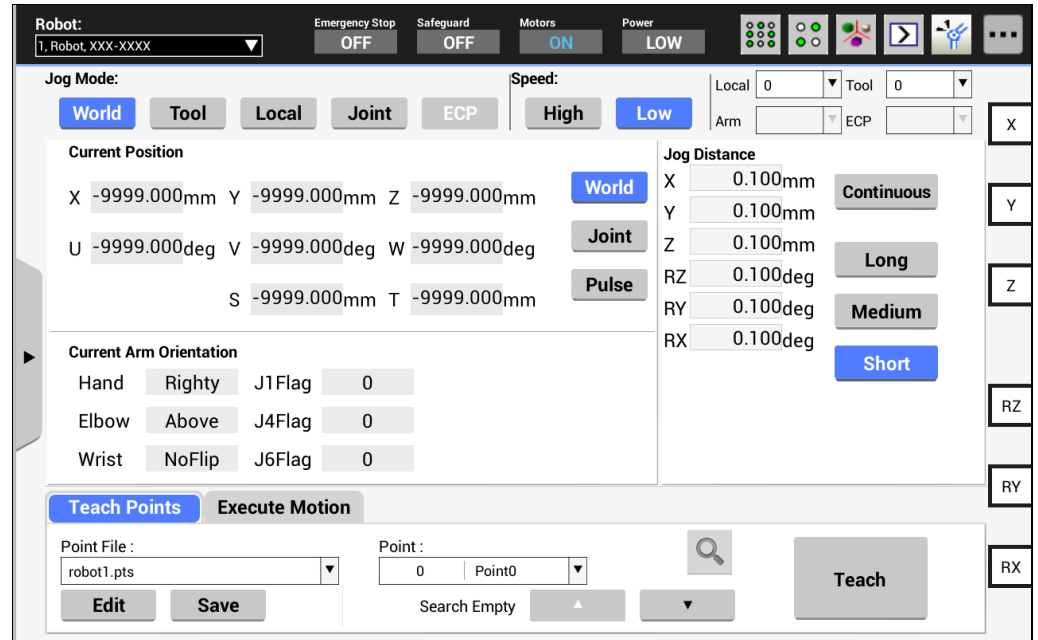 Robot: Emergency Stop Safeguard Motors Power
1, Robot, XXX-XXXX OFF OFF ON LOW
Jog Mode: Speed:
World Tool Local Joint ECP High Low
Local 0 Tool 0
Arm ECP
X
Y
Z
RZ
RY
RX
Current Position
X -9999.000mm Y -9999.000mm Z -9999.000mm
U -9999.000deg V -9999.000deg W -9999.000deg
S -9999.000mm T -9999.000mm
World
Joint
Pulse
Jog Distance
X 0.100mm
Y 0.100mm
Z 0.100mm
RZ 0.100deg
RY 0.100deg
RX 0.100deg
Continuous
Long
Medium
Short
Current Arm Orientation
Hand Righty J1Flag 0
Elbow Above J4Flag 0
Wrist NoFlip J6Flag 0
Teach Points Execute Motion
Point File : Point :
robot1.pts 0 Point0
Edit Save Search Empty
Teach